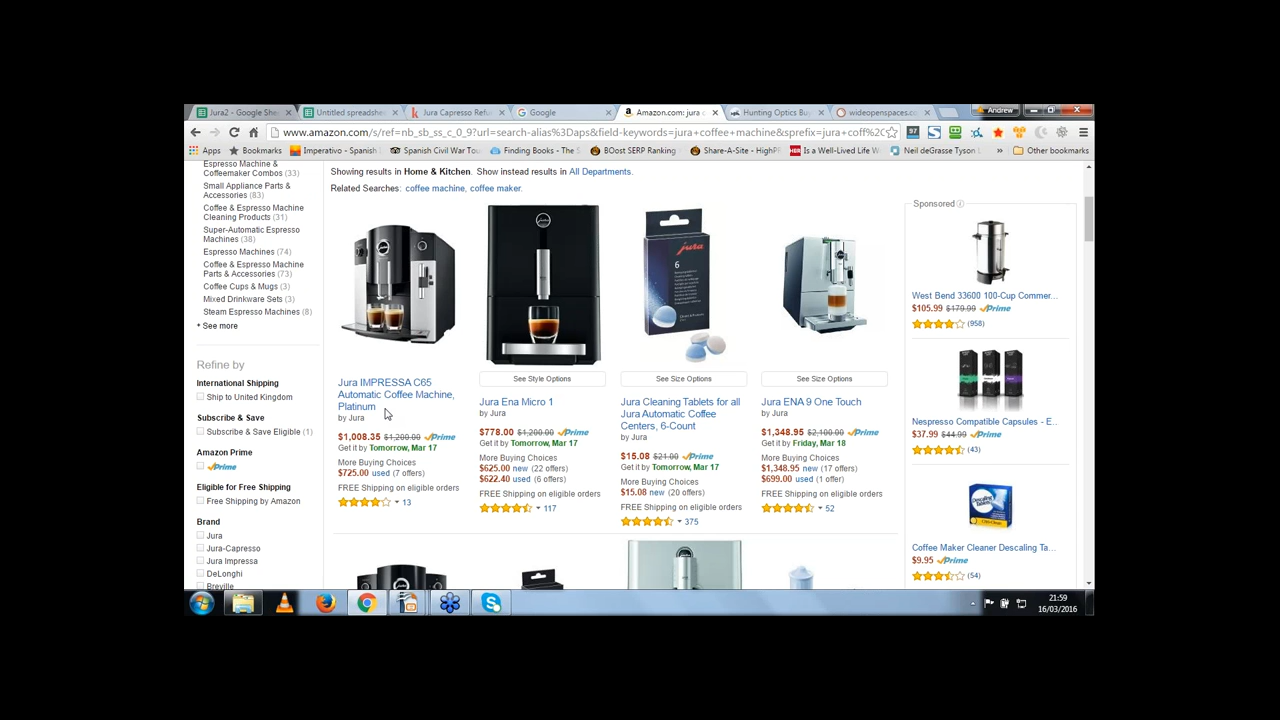 Jura2 - Google She
Untitled spreadshe
Jura Capresso Refu
Google
Amazon.com: jura c
Hunting Optics Bu
wideopenspaces.c
Andrew
www.amazon.com/s/ref=nb_sb_ss_c_0_9?url=search-alias%3Daps&field-keywords=jura+coffee+machine&sprefix=jura+coff%2C
97
Apps
Bookmarks
Imperativo - Spanish
Spanish Civil War Tou
Finding Books - The S
BOost SERP Ranking
Share-A-Site - HighP
Is a Well-Lived Life W
Neil deGrasse Tyson
Other bookmarks
Espresso Machine &
Coffeemaker Combos (33)
Small Appliance Parts &
Accessories (83)
Coffee & Espresso Machine
Cleaning Products (31)
Super-Automatic Espresso
Machines (38)
Espresso Machines (74)
Coffee & Espresso Machine
Parts & Accessories (73)
Coffee Cups & Mugs (3)
Mixed Drinkware Sets (3)
Steam Espresso Machines (8)
See more
Refine by
International Shipping
Ship to United Kingdom
Subscribe & Save
Subscribe & Save Eligible (1)
Amazon Prime
Prime
Eligible for Free Shipping
Free Shipping by Amazon
Brand
Jura
Jura-Capresso
Jura Impressa
DeLonghi
Breville
Showing results in Home & Kitchen. Show instead results in All Departments.
Related Searches: coffee machine, coffee maker.
Jura IMPRESSA C65
Automatic Coffee Machine,
Platinum
by Jura
$1,008.35 $1,200.00 Prime
Get it by Tomorrow, Mar 17
More Buying Choices
$725.00 used (7 offers)
FREE Shipping on eligible orders
13
See Style Options
Jura Ena Micro 1
by Jura
$778.00 $1,200.00 Prime
Get it by Tomorrow, Mar 17
More Buying Choices
$625.00 new (22 offers)
$622.40 used (6 offers)
FREE Shipping on eligible orders
117
jura
6
See Size Options
Jura Cleaning Tablets for all
Jura Automatic Coffee
Centers, 6-Count
by Jura
$15.08 $21.00 Prime
Get it by Tomorrow, Mar 17
More Buying Choices
$15.08 new (20 offers)
FREE Shipping on eligible orders
375
See Size Options
Jura ENA 9 One Touch
by Jura
$1,348.95 $2,100.00 Prime
Get it by Friday, Mar 18
More Buying Choices
$1,348.95 new (17 offers)
$699.00 used (1 offer)
FREE Shipping on eligible orders
52
Sponsored
West Bend 33600 100-Cup Commer...
$105.99 $179.99 Prime
(958)
Nespresso Compatible Capsules - E...
$37.99 $44.99 Prime
(43)
Coffee Maker Cleaner Descaling Ta...
$9.95 Prime
(54)
21:59
16/03/2016